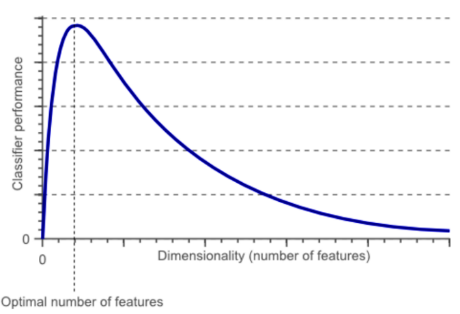 Classifier performance
0
0
Dimensionality (number of features)
Optimal number of features